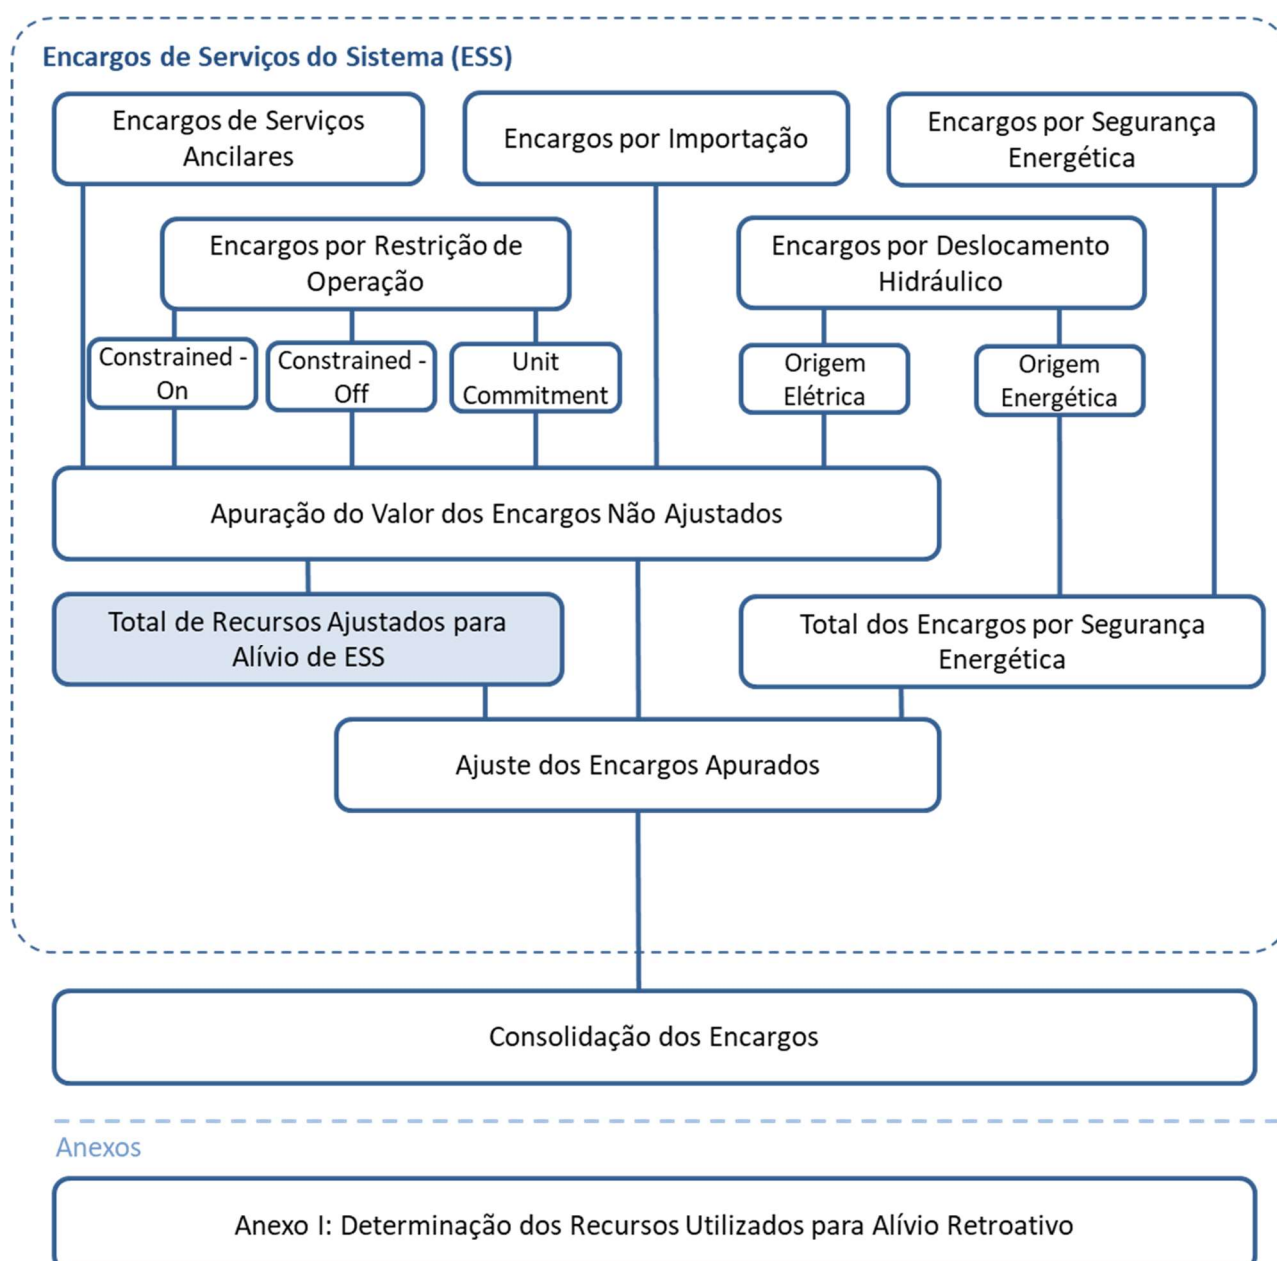 Encargos de Serviços do Sistema (ESS)
Encargos de Serviços
Ancilares
Encargos por Importação
Encargos por Segurança
Energética
Encargos por Restrição de
Operação
Encargos por Deslocamento
Hidráulico
Constrained -
On
Constrained -
Off
Unit
Commitment
Origem
Elétrica
Origem
Energética
Apuração do Valor dos Encargos Não Ajustados
Total de Recursos Ajustados para
Alívio de ESS
Total dos Encargos por Segurança
Energética
Ajuste dos Encargos Apurados
Consolidação dos Encargos
Anexos
Anexo I: Determinação dos Recursos Utilizados para Alívio Retroativo